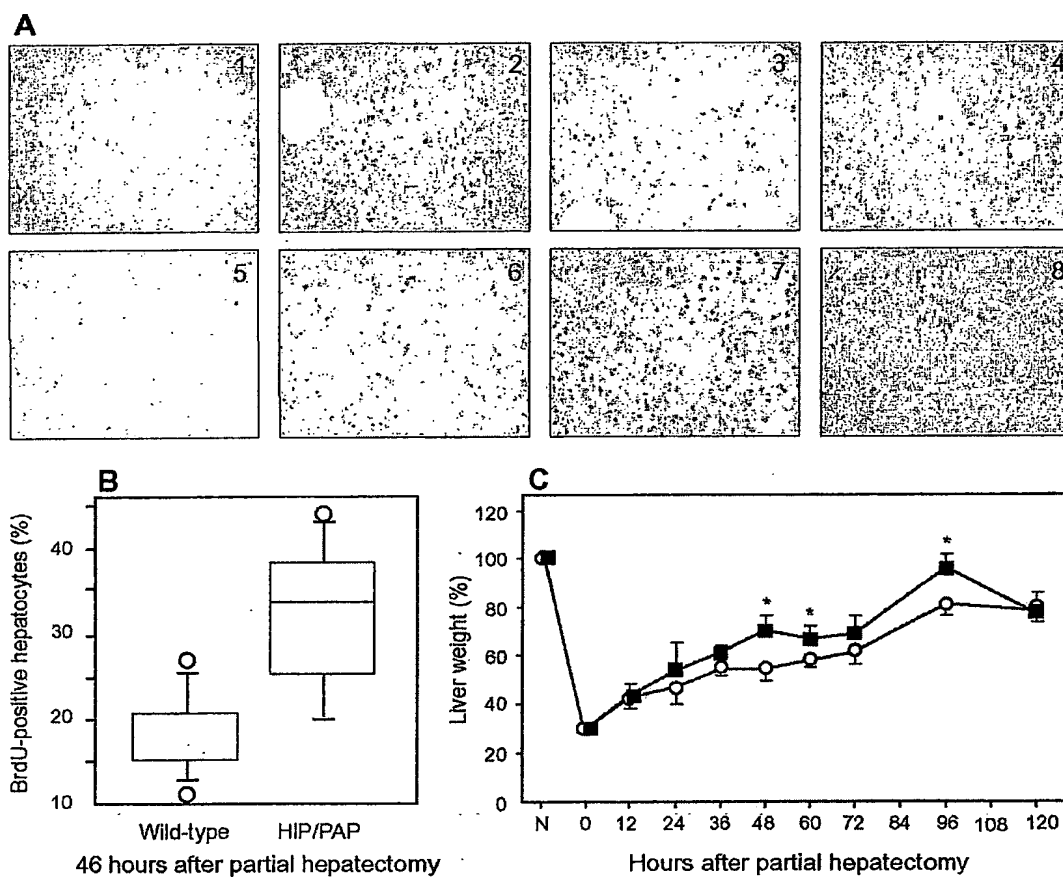 A
1 2 3 4
5 6 7 8
B
BrdU-positive hepatocytes (%)
40
30
20
10
Wild-type HIP/PAP
46 hours after partial hepatectomy
C
Liver weight (%)
120
100
80
60
40
20
0
* * *
N 0 12 24 36 48 60 72 84 96 108 120
Hours after partial hepatectomy